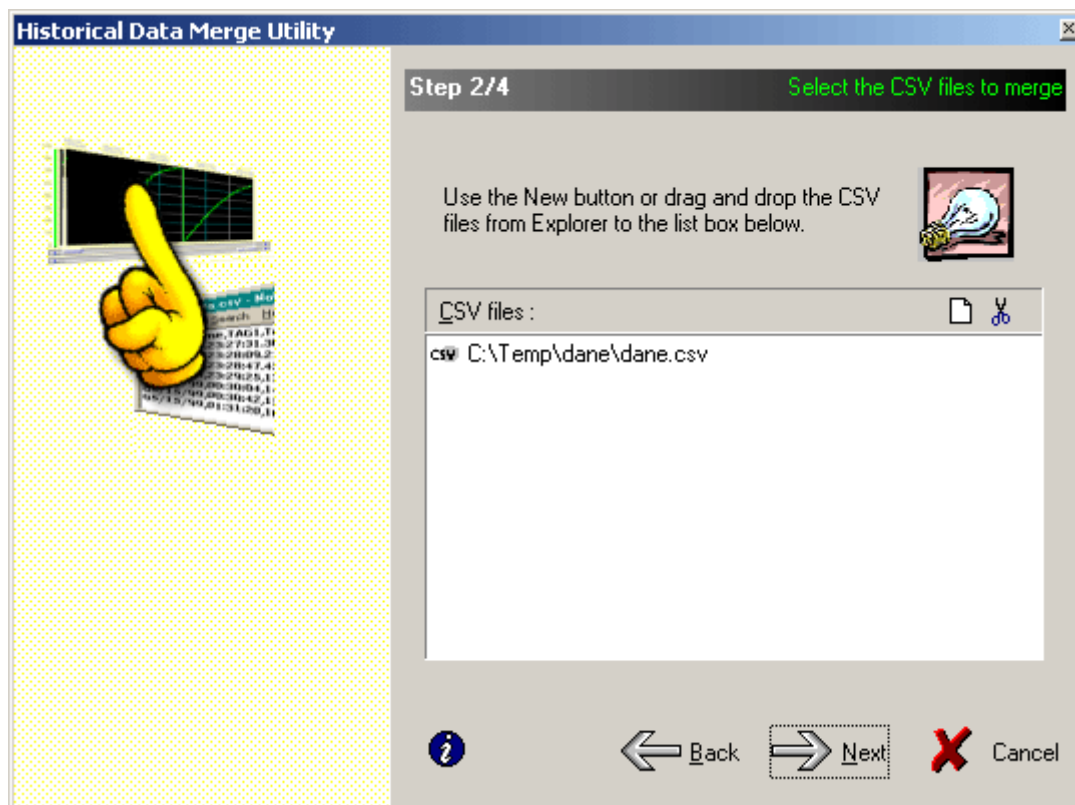 Historical Data Merge Utility
Step 2/4
Select the CSV files to merge
Use the New button or drag and drop the CSV
files from Explorer to the list box below.
CSV files :
csv C:\Temp\dane\dane.csv
Back
Next
Cancel